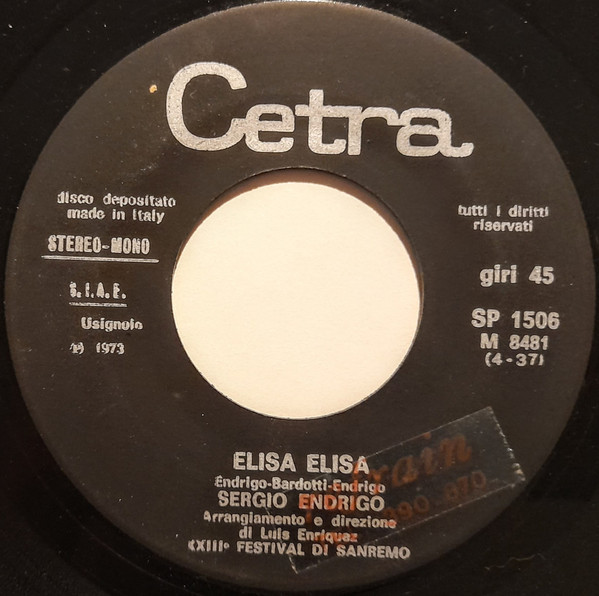 Cetra
disco depositato
made in Italy
STEREO-MONO
S.I.A.E.
Usignolo
℗ 1973
tutti i diritti
riservati
giri 45
SP 1506
M 8481
(4-37)
ELISA ELISA
Endrigo-Bardotti-Endrigo
SERGIO ENDRIGO
Arrangiamento e direzione
di Luis Enriquez
XXIIIº FESTIVAL DI SANREMO